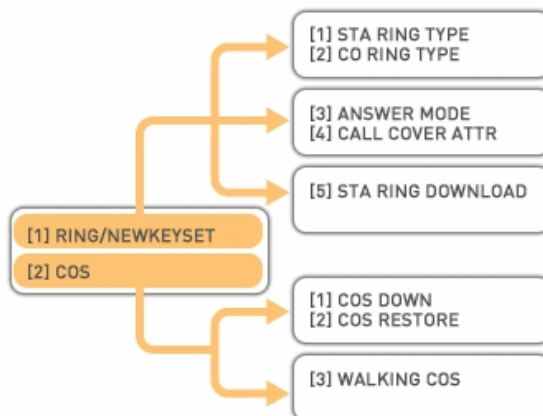 [1] STA RING TYPE
[2] CO RING TYPE
[3] ANSWER MODE
[4] CALL COVER ATTR
[5] STA RING DOWNLOAD
[1] RING/NEWKEYSET
[2] COS
[1] COS DOWN
[2] COS RESTORE
[3] WALKING COS